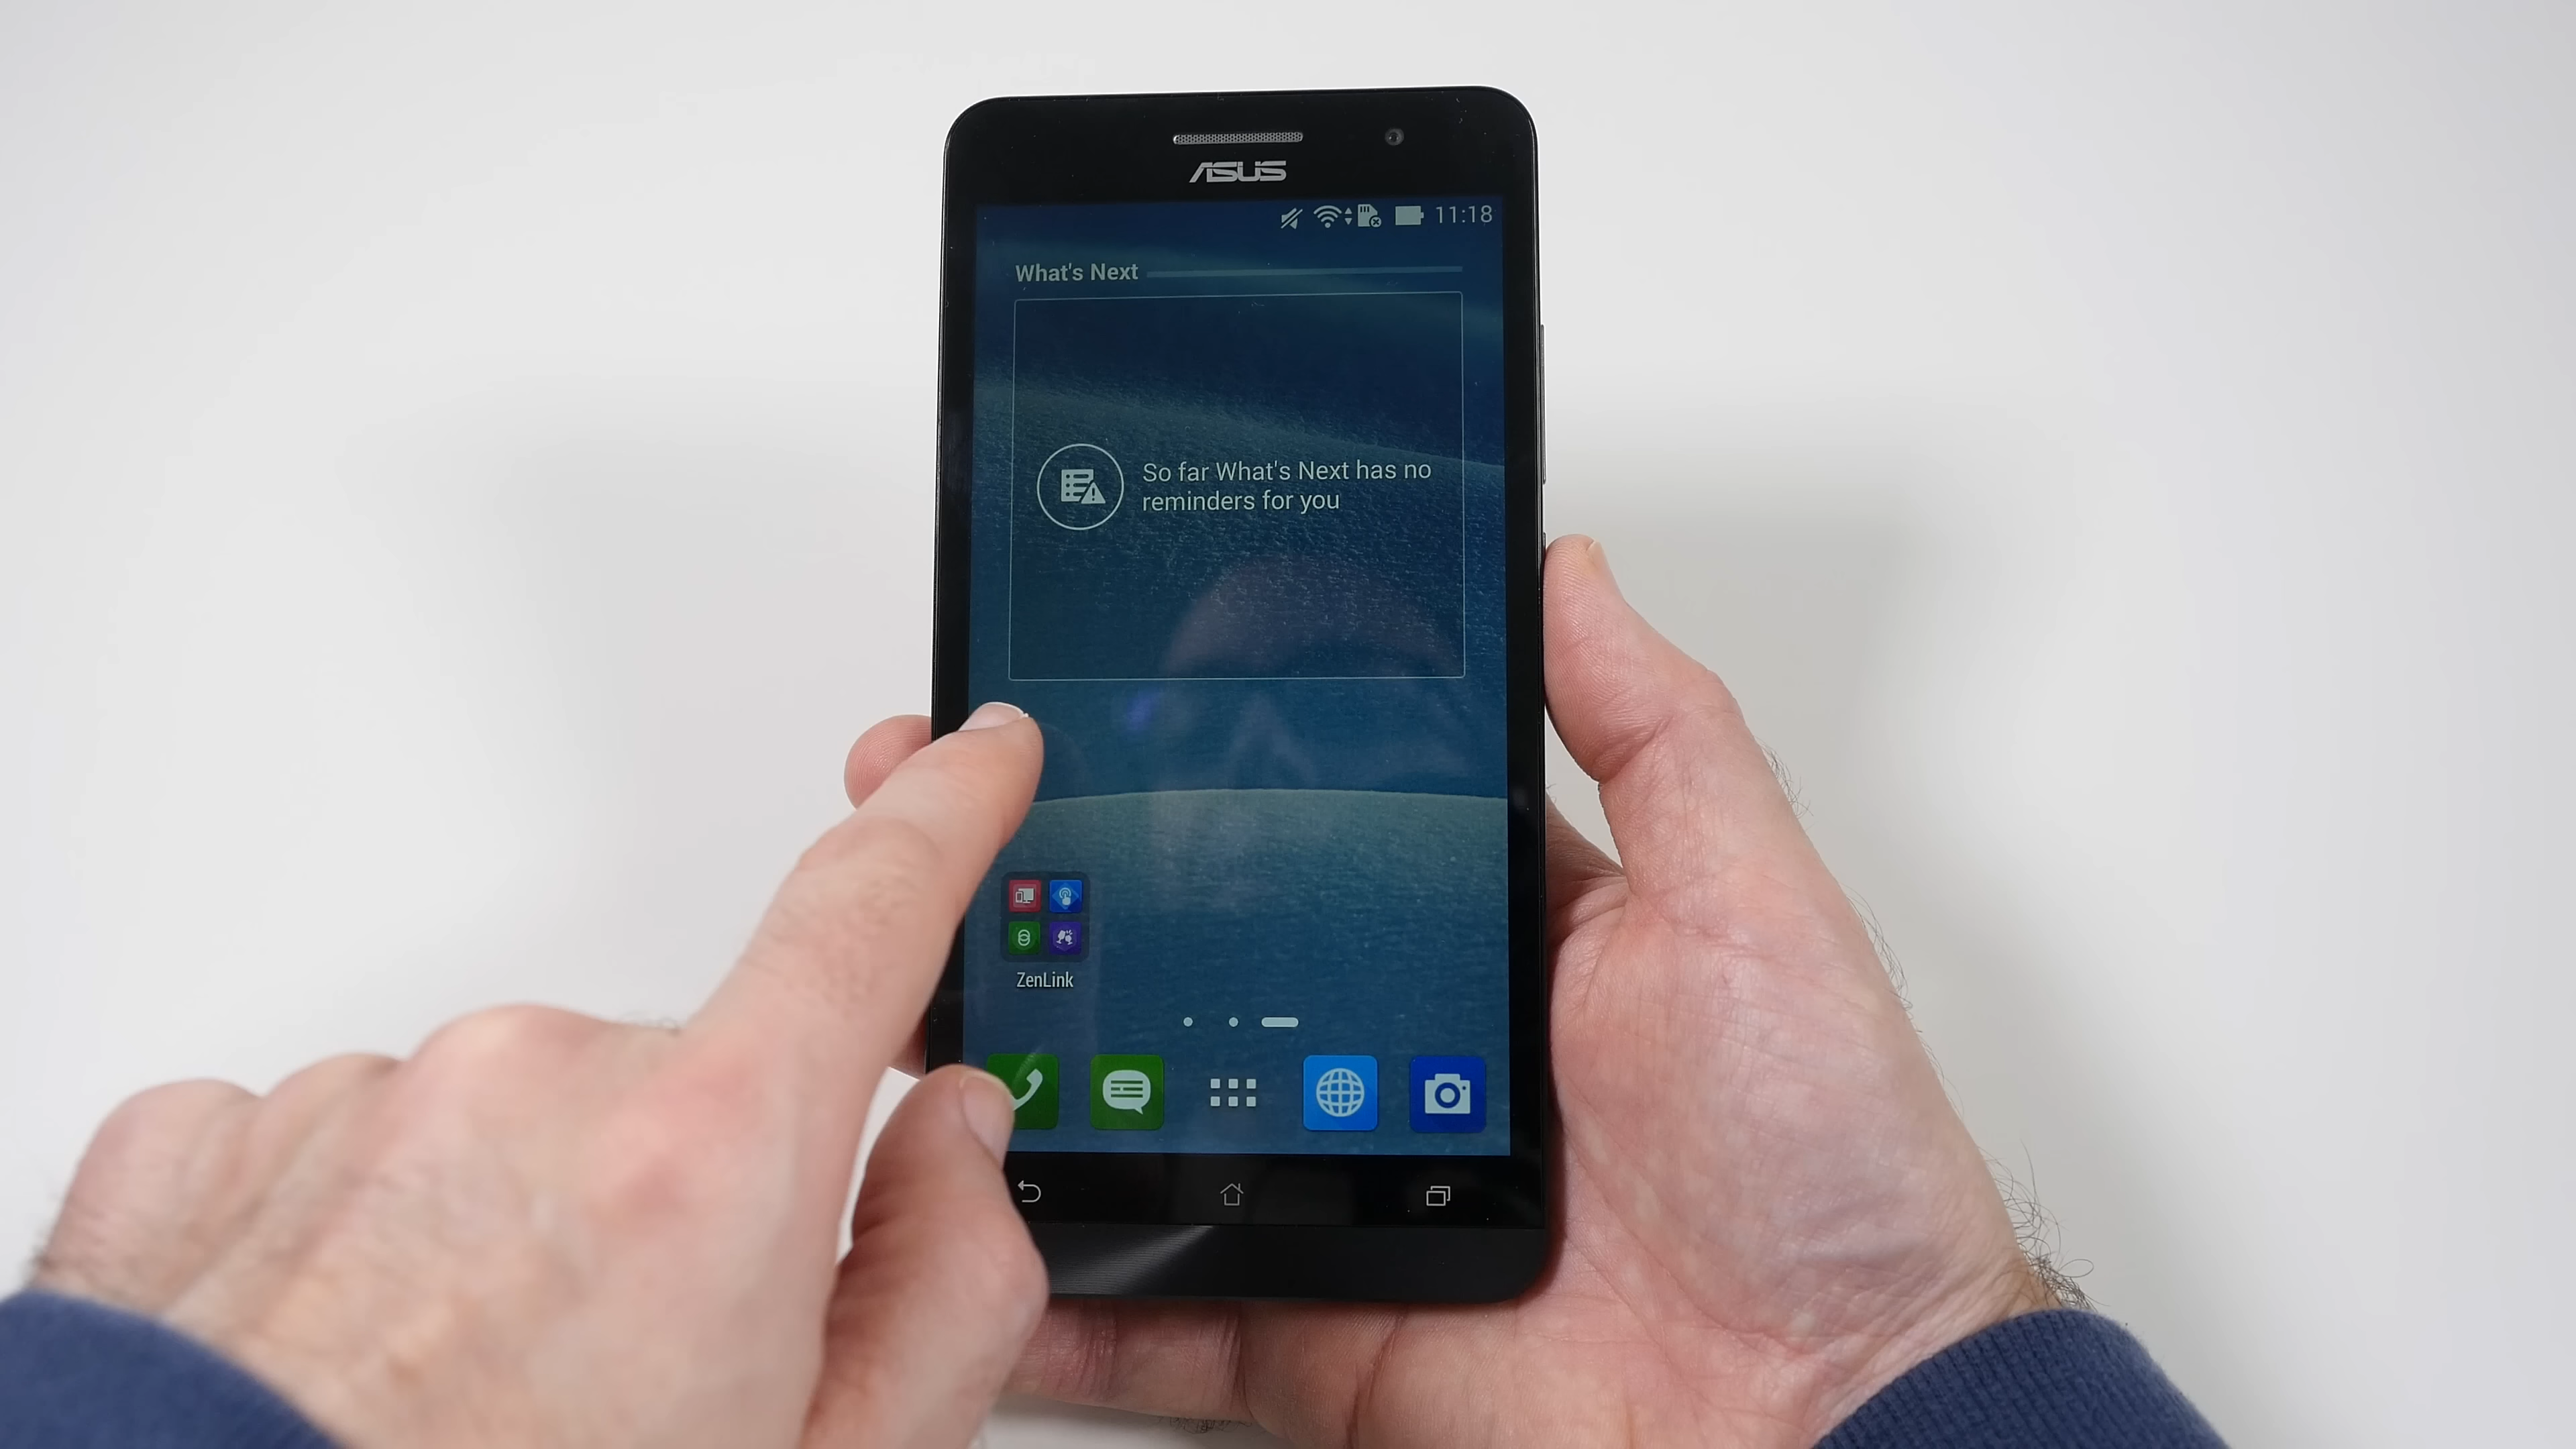 ASUS
11:18
What's Next
So far What's Next has no
reminders for you
ZenLink